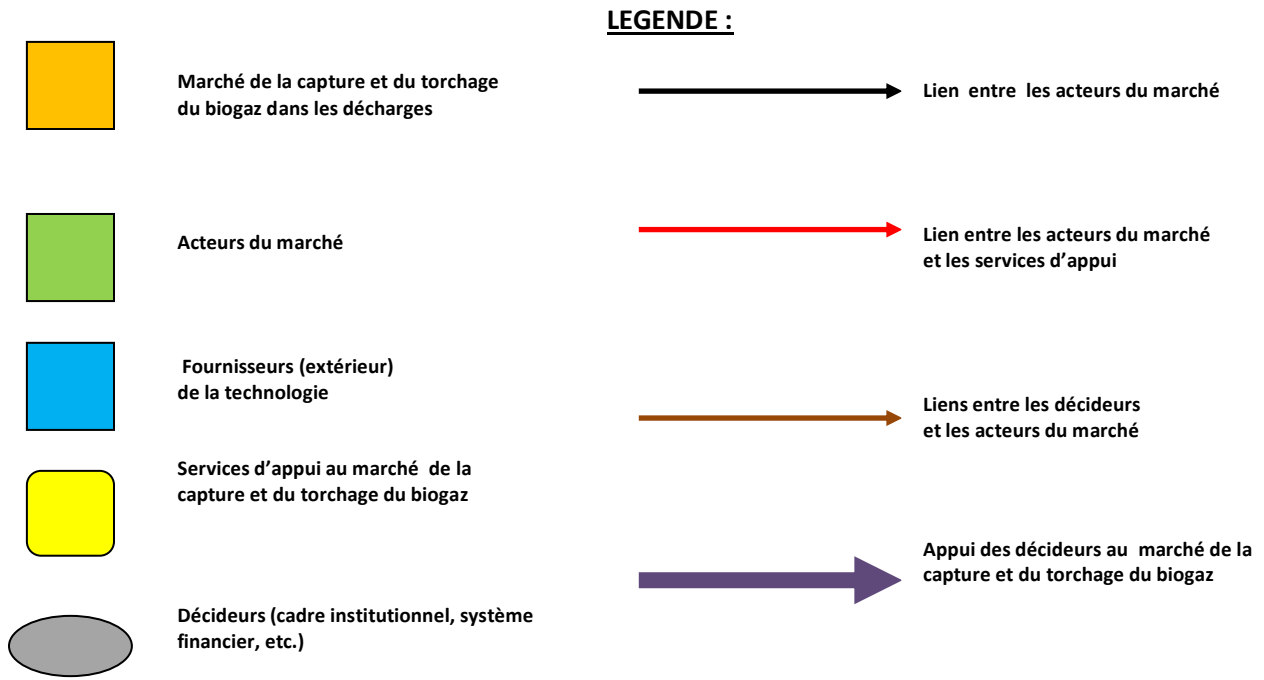 LEGENDE :
Marché de la capture et du torchage
du biogaz dans les décharges
Lien entre les acteurs du marché
Acteurs du marché
Lien entre les acteurs du marché
et les services d’appui
Fournisseurs (extérieur)
de la technologie
Liens entre les décideurs
et les acteurs du marché
Services d’appui au marché de la
capture et du torchage du biogaz
Appui des décideurs au marché de la
capture et du torchage du biogaz
Décideurs (cadre institutionnel, système
financier, etc.)